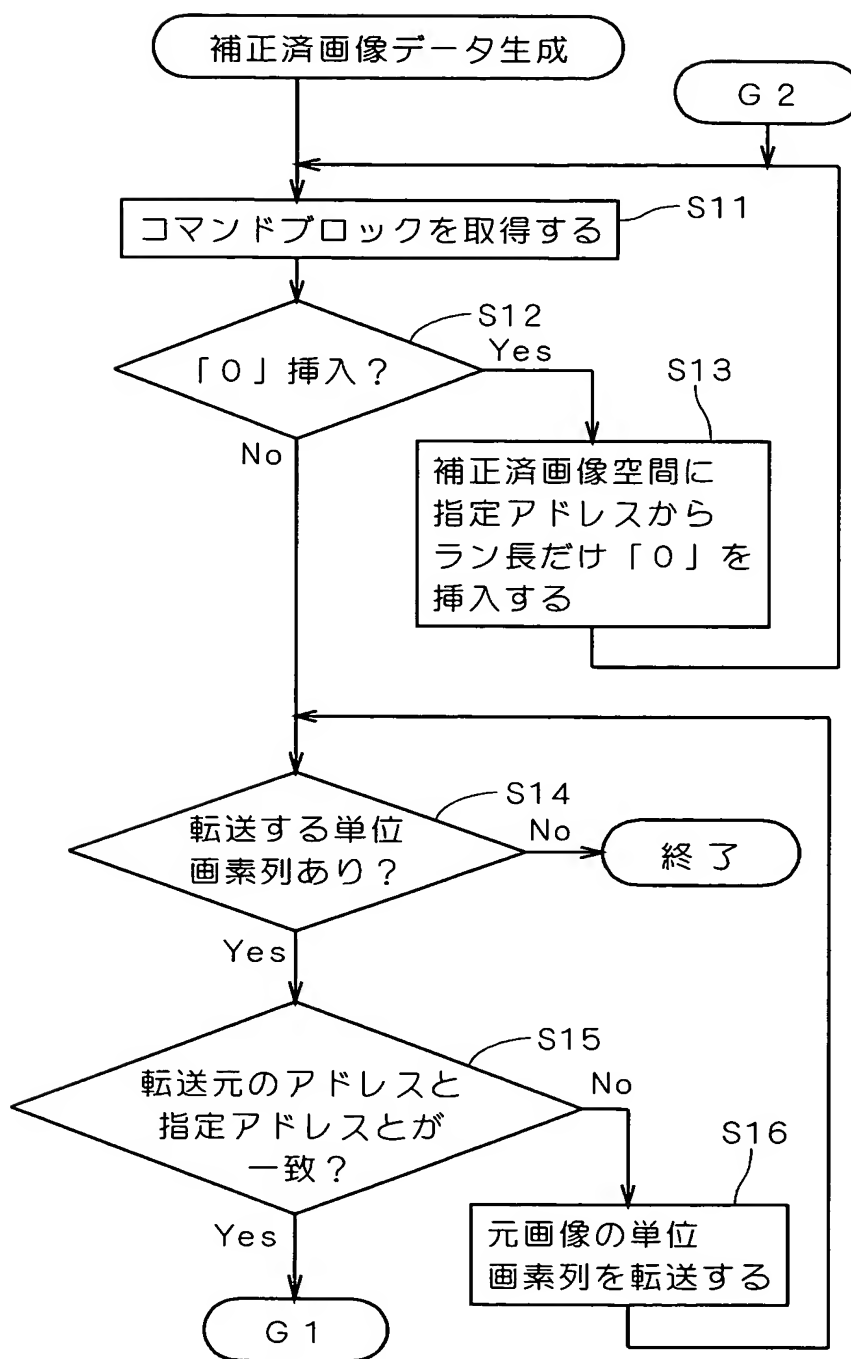 補正済画像データ生成
G2
コマンドブロックを取得する
S11
S12
「0」挿入?
Yes
No
S13
補正済画像空間に
指定アドレスから
ラン長だけ「0」を
挿入する
S14
転送する単位
画素列あり?
No
終了
Yes
S15
転送元のアドレスと
指定アドレスとが
一致?
No
S16
元画像の単位
画素列を転送する
Yes
G1